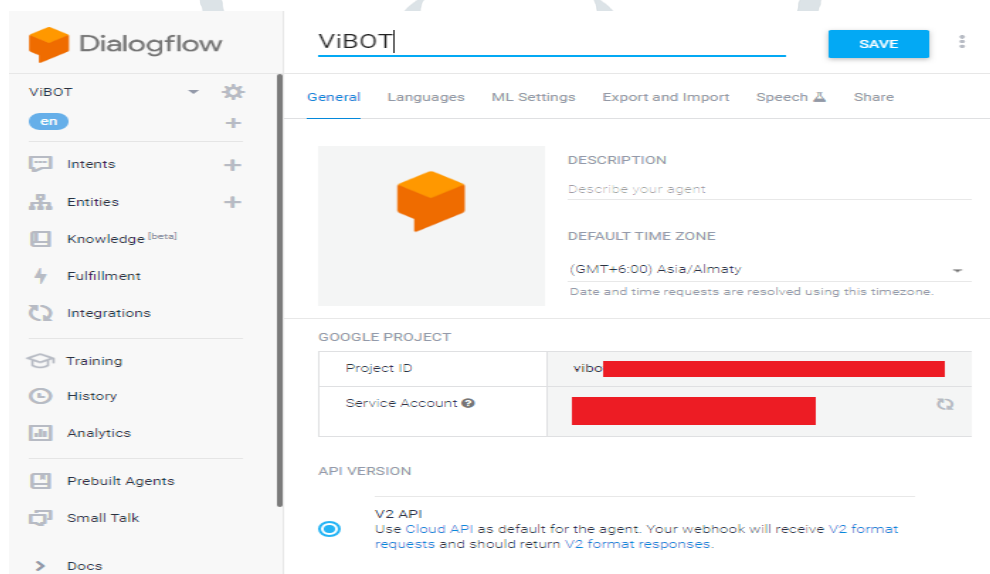 Dialogflow
ViBOT
SAVE
ViBOT
en
General Languages ML Settings Export and Import Speech Share
Intents
Entities
Knowledge [beta]
Fulfillment
Integrations
Training
History
Analytics
Prebuilt Agents
Small Talk
Docs
DESCRIPTION
Describe your agent
DEFAULT TIME ZONE
(GMT+6:00) Asia/Almaty
Date and time requests are resolved using this timezone.
GOOGLE PROJECT
Project ID vibo
Service Account
API VERSION
V2 API
Use Cloud API as default for the agent. Your webhook will receive V2 format
requests and should return V2 format responses.